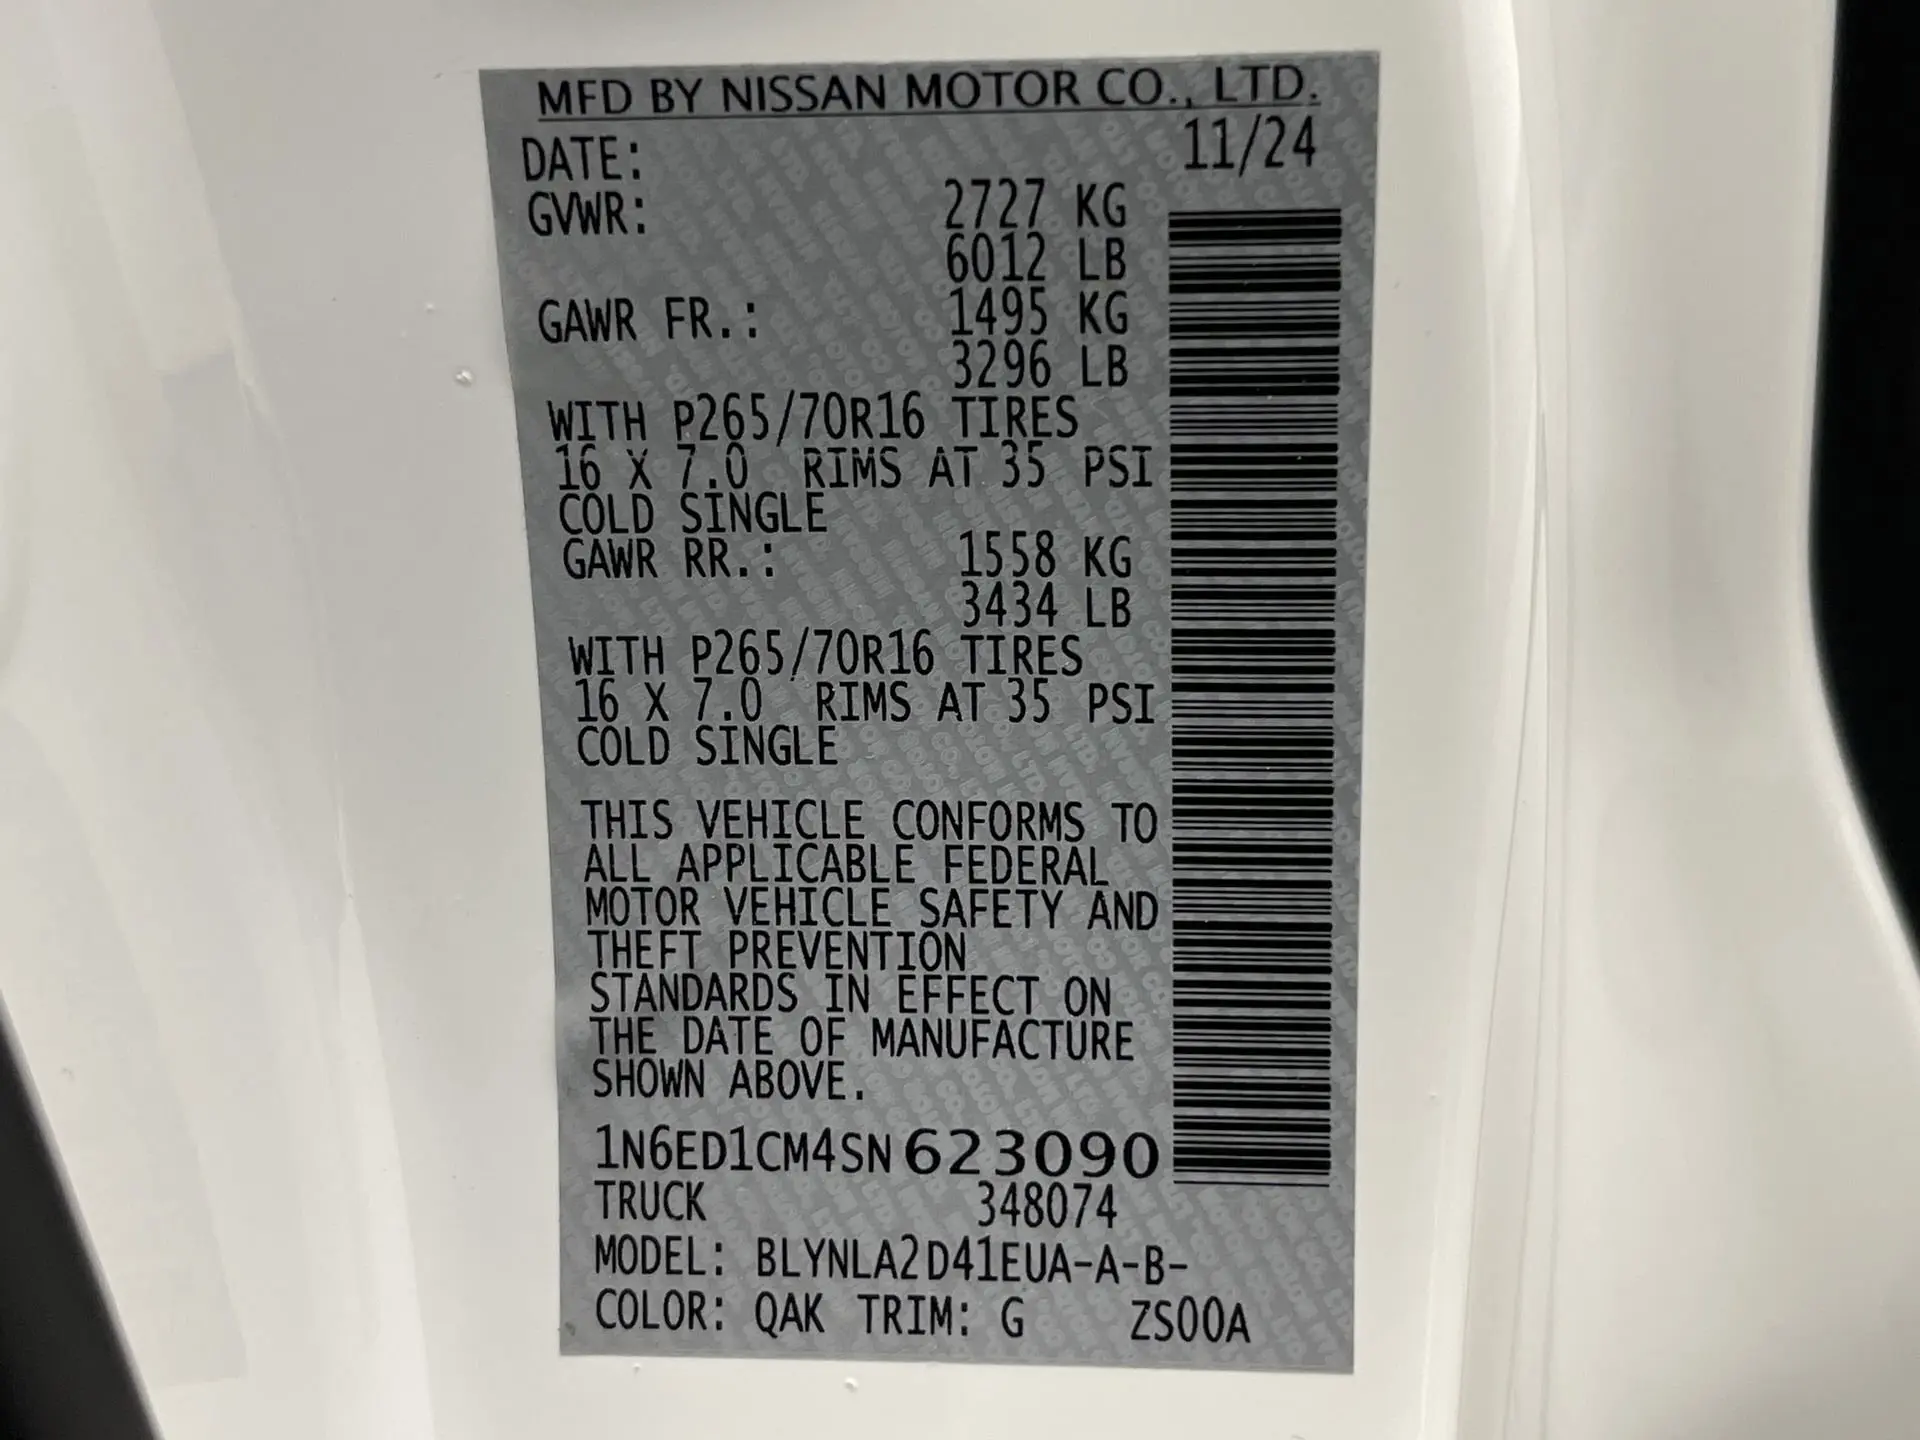 MFD BY NISSAN MOTOR CO., LTD.
DATE: 11/24
GVWR: 2727 KG
6012 LB
GAWR FR.: 1495 KG
3296 LB
WITH P265/70R16 TIRES
16 X 7.0 RIMS AT 35 PSI
COLD SINGLE
GAWR RR.: 1558 KG
3434 LB
WITH P265/70R16 TIRES
16 X 7.0 RIMS AT 35 PSI
COLD SINGLE
THIS VEHICLE CONFORMS TO
ALL APPLICABLE FEDERAL
MOTOR VEHICLE SAFETY AND
THEFT PREVENTION
STANDARDS IN EFFECT ON
THE DATE OF MANUFACTURE
SHOWN ABOVE.
1N6ED1CM4SN623090
TRUCK 348074
MODEL: BLYNLA2D41EUA-A-B-
COLOR: QAK TRIM: G ZS00A